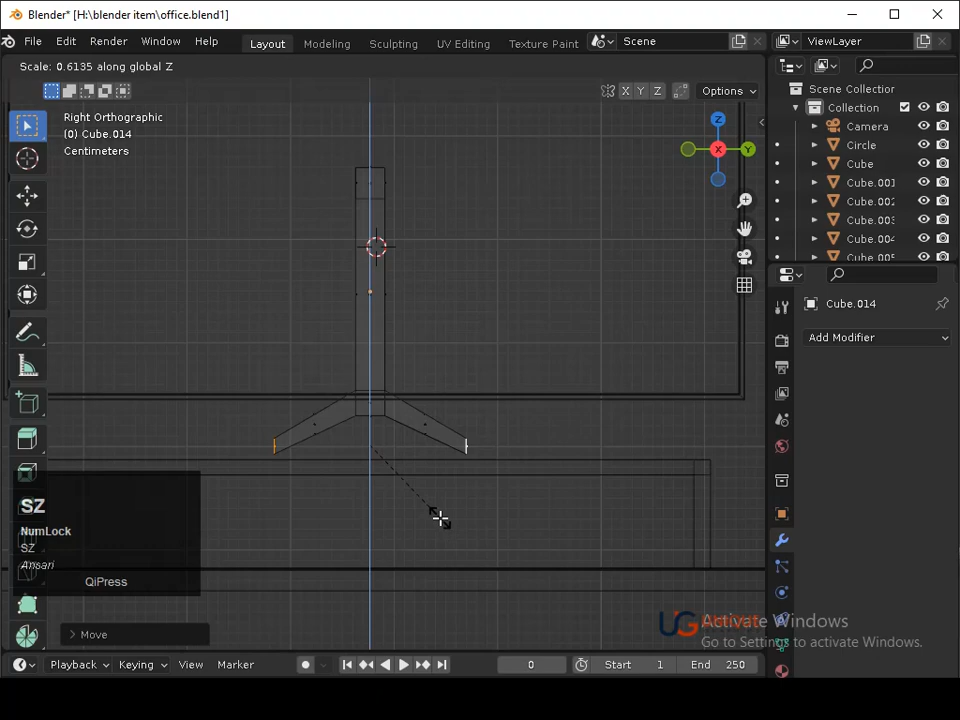 Blender* [H:\blender item\office.blend1]
File Edit Render Window Help Layout Modeling Sculpting UV Editing Texture Paint Scene ViewLayer
Scale: 0.6135 along global Z
X Y Z Options
Right Orthographic
(0) Cube.014
Centimeters
Z
X
Y
Scene Collection
Collection
Camera
Circle
Cube
Cube.001
Cube.002
Cube.003
Cube.004
Cube.005
Cube.014
Add Modifier
SZ
NumLock
SZ
Ansari
QiPress
Move
UG
Activate Windows
Go to Settings to activate Windows.
Playback Keying View Marker 0 Start 1 End 250